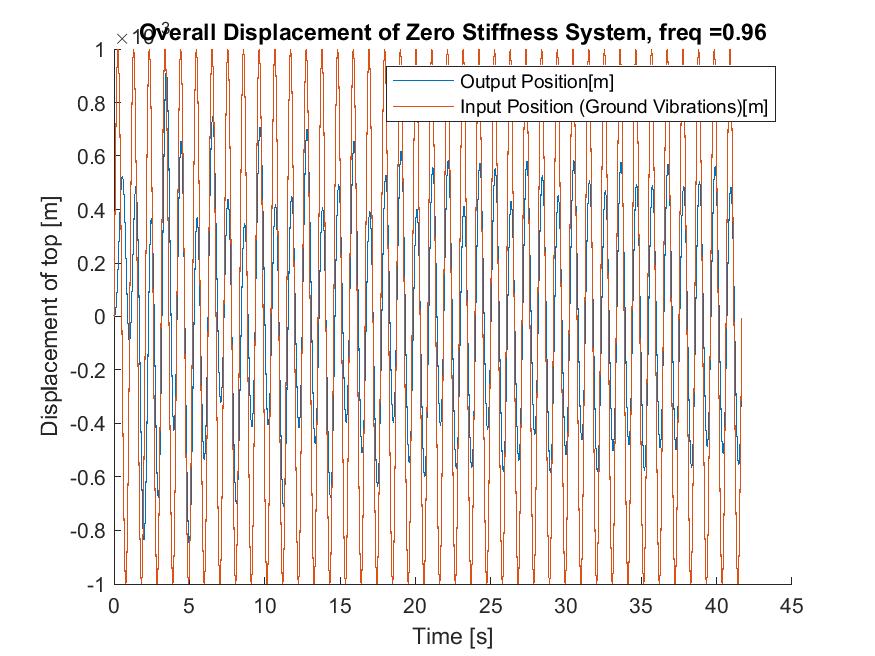 ×10⁻³
Overall Displacement of Zero Stiffness System, freq =0.96
Output Position[m]
Input Position (Ground Vibrations)[m]
Displacement of top [m]
1
0.8
0.6
0.4
0.2
0
-0.2
-0.4
-0.6
-0.8
-1
0 5 10 15 20 25 30 35 40 45
Time [s]